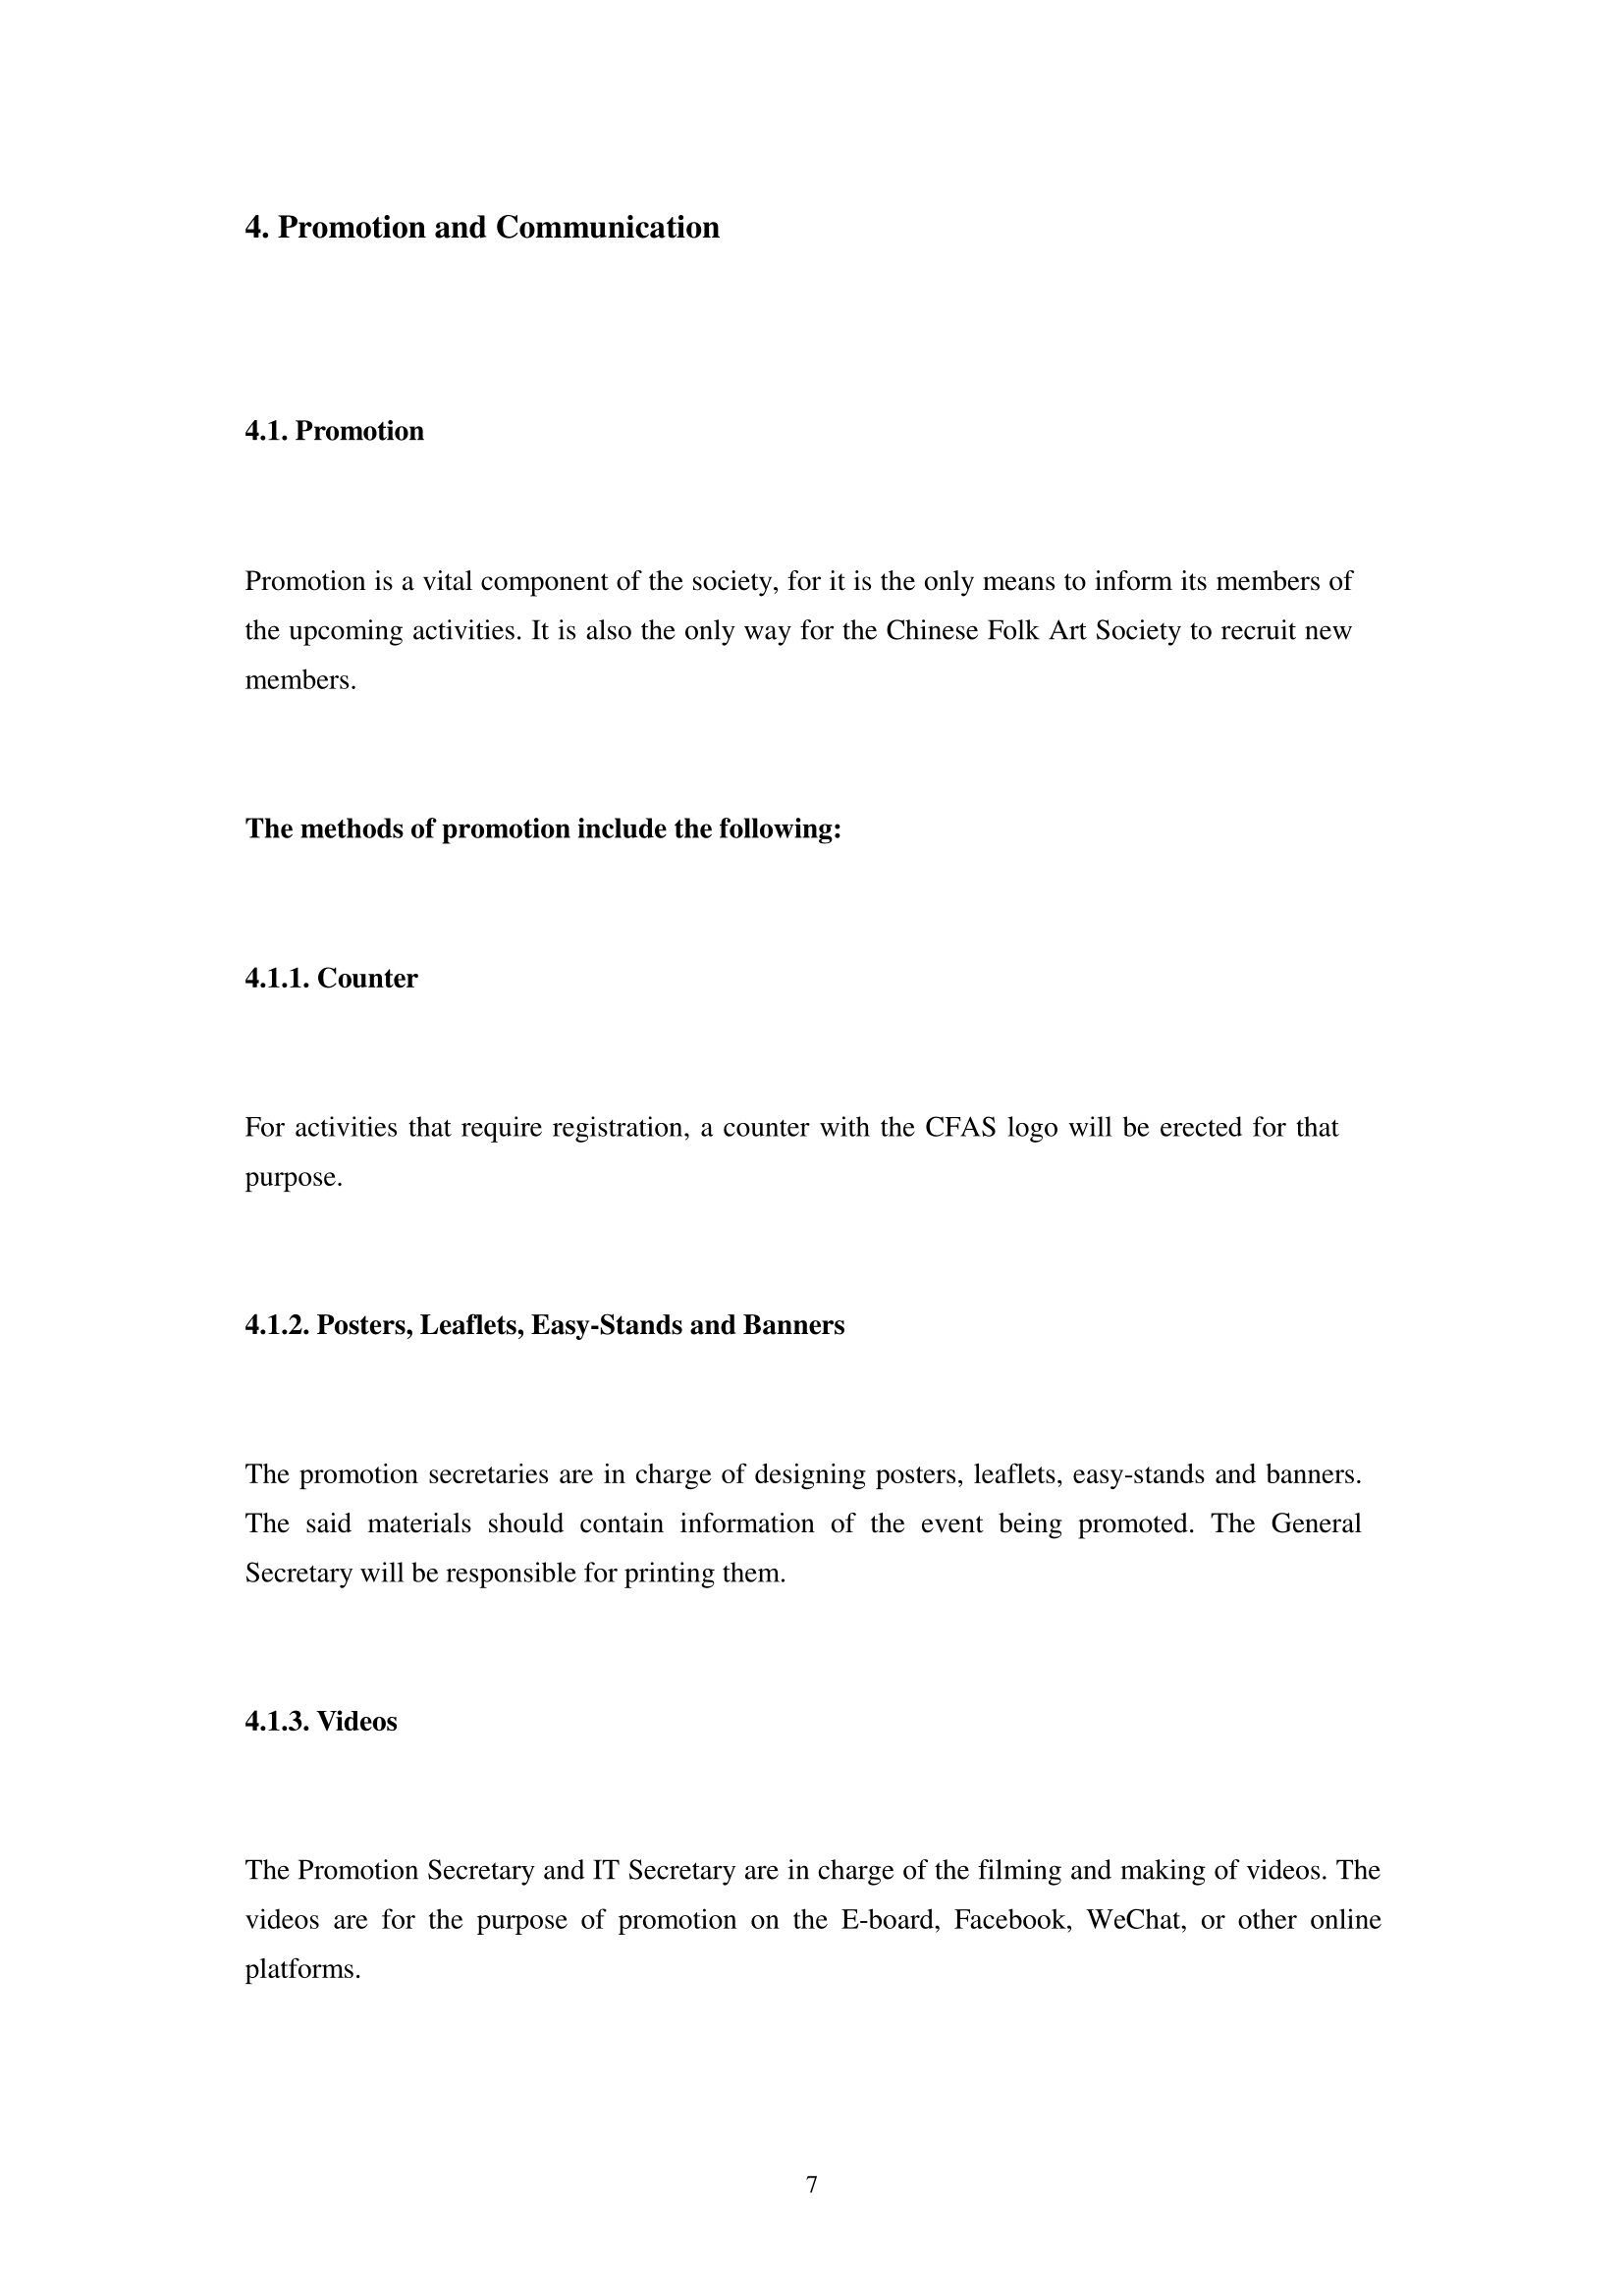 4. Promotion and Communication
4.1. Promotion
Promotion is a vital component of the society, for it is the only means to inform its members of
the upcoming activities. It is also the only way for the Chinese Folk Art Society to recruit new
members.
The methods of promotion include the following:
4.1.1. Counter
For activities that require registration, a counter with the CFAS logo will be erected for that
purpose.
4.1.2. Posters, Leaflets, Easy-Stands and Banners
The promotion secretaries are in charge of designing posters, leaflets, easy-stands and banners.
The said materials should contain information of the event being promoted. The General
Secretary will be responsible for printing them.
4.1.3. Videos
The Promotion Secretary and IT Secretary are in charge of the filming and making of videos. The
videos are for the purpose of promotion on the E-board, Facebook, WeChat, or other online
platforms.
7